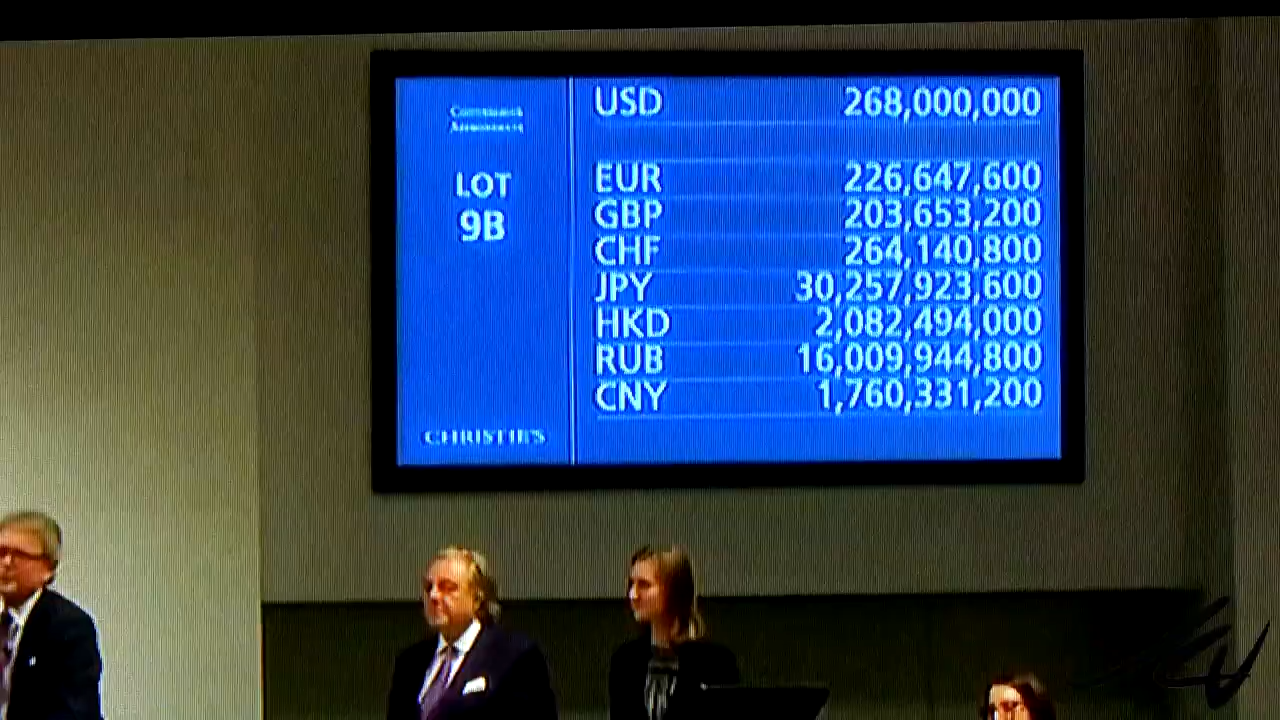 LOT
9B
CHRISTIE'S
USD 268,000,000
EUR 226,647,600
GBP 203,653,200
CHF 264,140,800
JPY 30,257,923,600
HKD 2,082,494,000
RUB 16,009,944,800
CNY 1,760,331,200